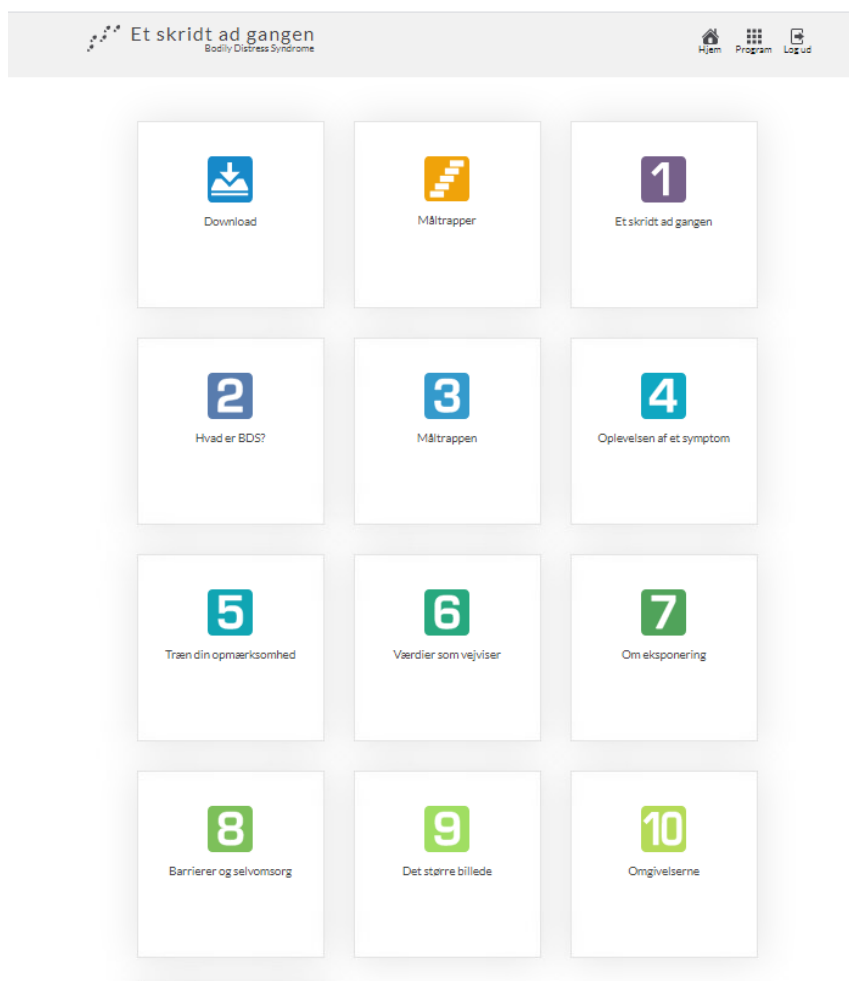 Et skridt ad gangen
Bodily Distress Syndrome
Hjem
Program
Log ud
Download
Måltrapper
1
Et skridt ad gangen
2
Hvad er BDS?
3
Måltrappen
4
Oplevelsen af et symptom
5
Træn din opmærksomhed
6
Værdier som vejviser
7
Om eksponering
8
Barrierer og selvomsorg
9
Det større billede
10
Omgivelserne